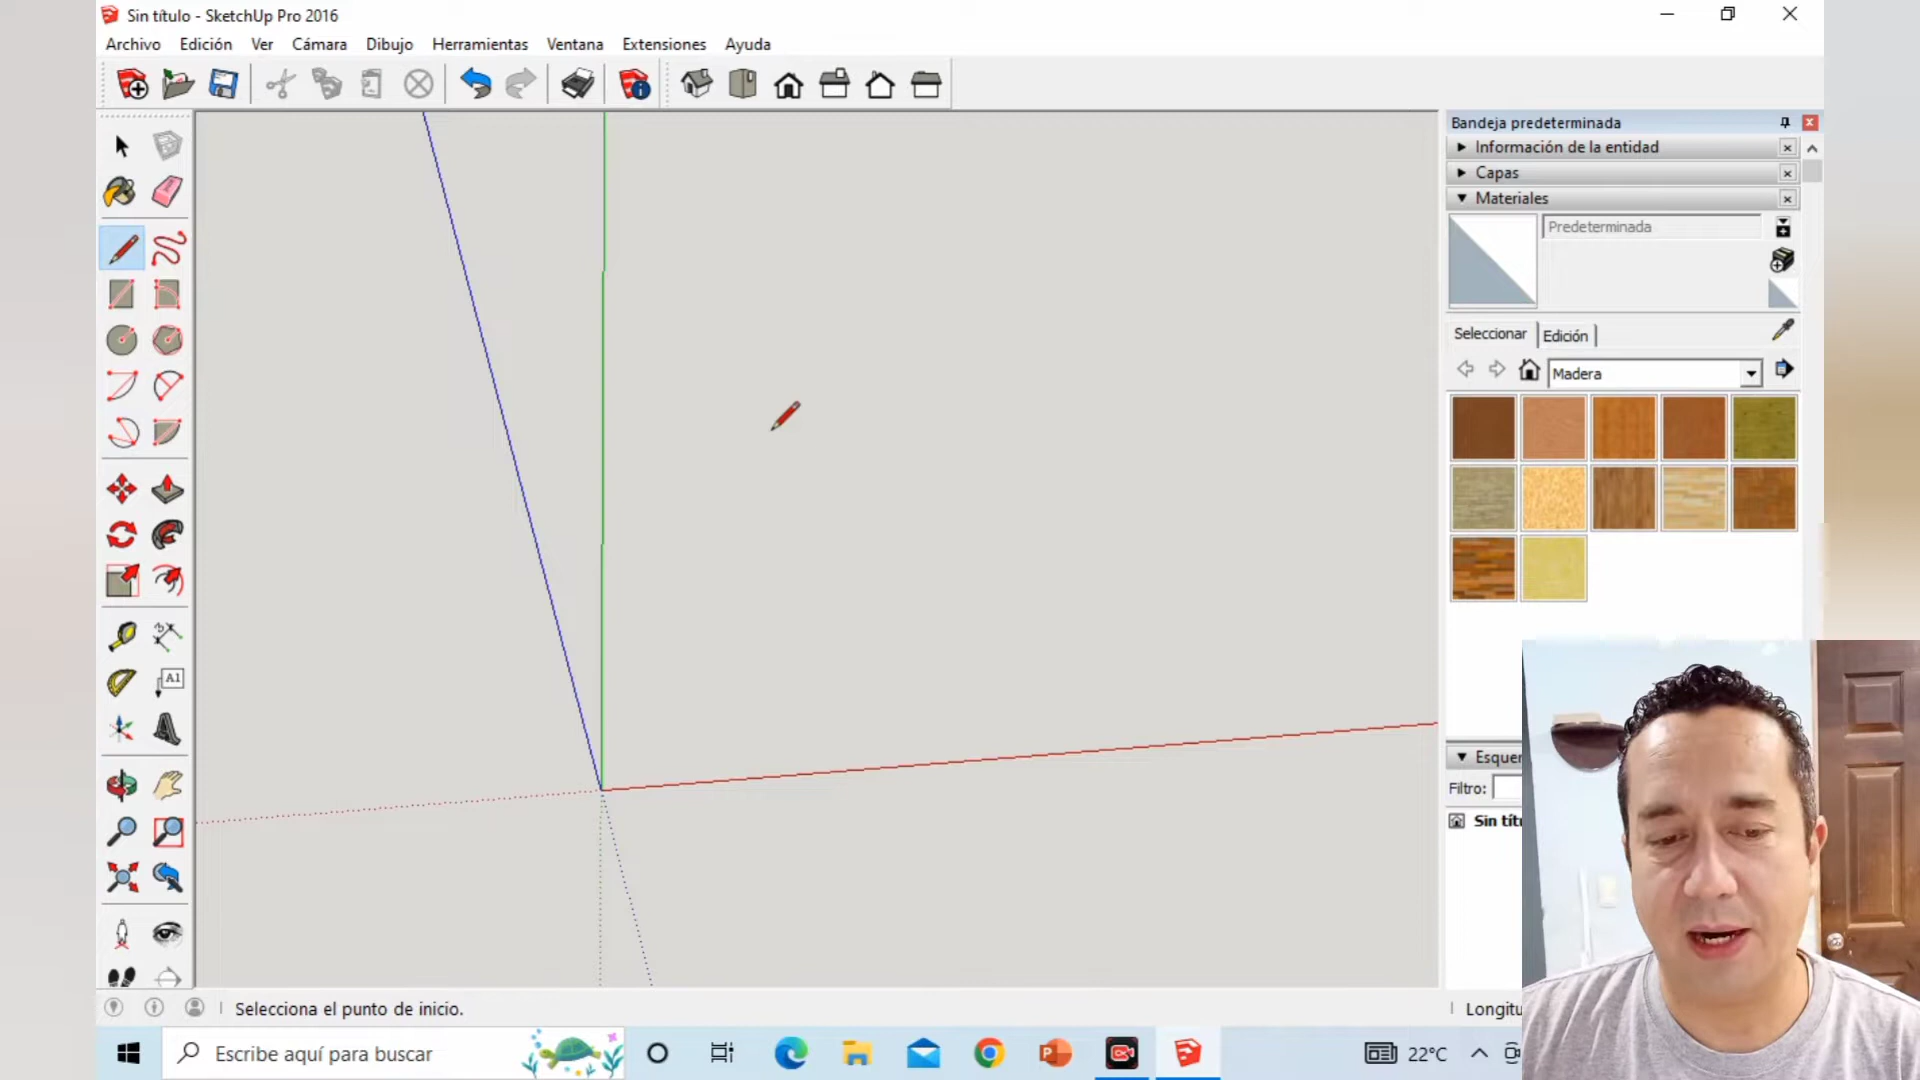 Sin título - SketchUp Pro 2016
Archivo Edición Ver Cámara Dibujo Herramientas Ventana Extensiones Ayuda
Bandeja predeterminada
Información de la entidad
Capas
Materiales
Predeterminada
Seleccionar Edición
Madera
A1
Filtro:
Selecciona el punto de inicio.
Escribe aquí para buscar
22°C